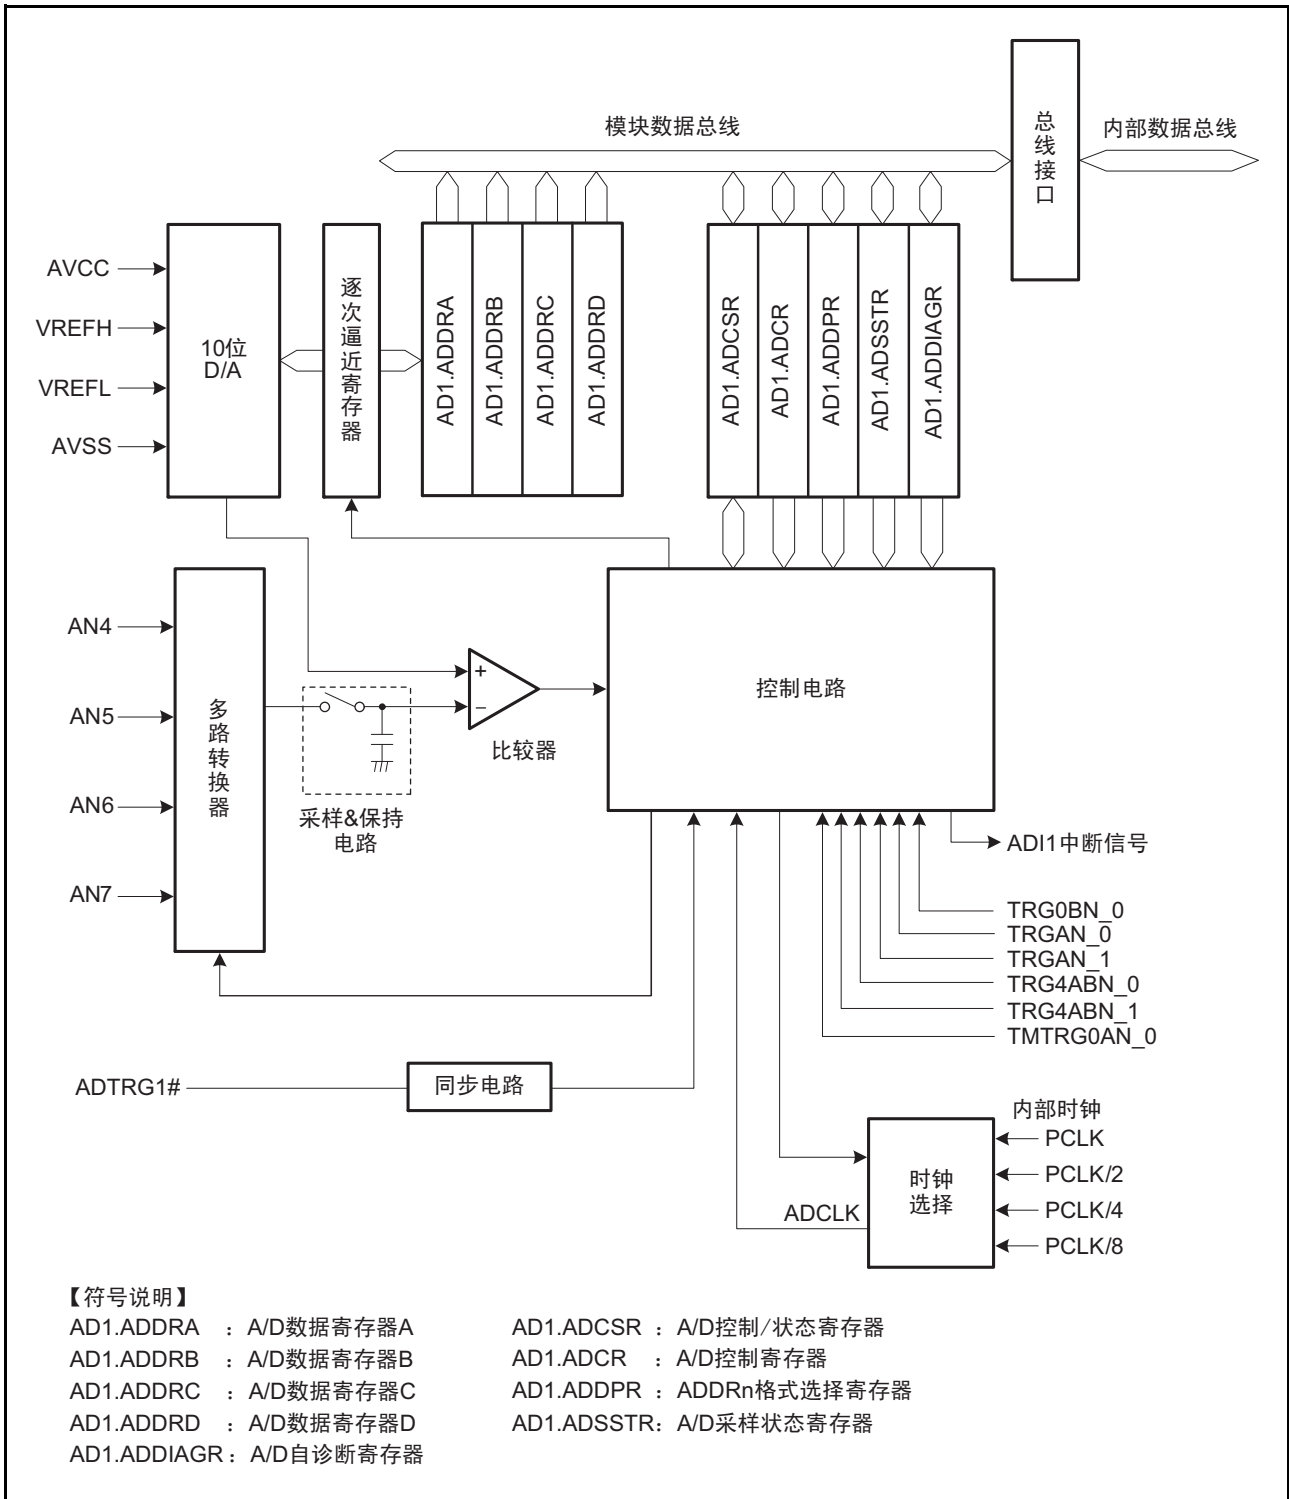 模块数据总线
总线接口
内部数据总线
AVCC
VREFH
VREFL
AVSS
10位
D/A
逐次逼近寄存器
AD1.ADDRA
AD1.ADDRB
AD1.ADDRC
AD1.ADDRD
AD1.ADCSR
AD1.ADCR
AD1.ADDPR
AD1.ADSSTR
AD1.ADDIAGR
AN4
AN5
AN6
AN7
多路转换器
采样&保持
电路
+
−
比较器
控制电路
ADI1中断信号
TRG0BN_0
TRGAN_0
TRGAN_1
TRG4ABN_0
TRG4ABN_1
TMTRG0AN_0
ADTRG1#
同步电路
内部时钟
PCLK
PCLK/2
PCLK/4
PCLK/8
时钟
选择
ADCLK
【符号说明】
AD1.ADDRA ：A/D数据寄存器A
AD1.ADDRB ：A/D数据寄存器B
AD1.ADDRC ：A/D数据寄存器C
AD1.ADDRD ：A/D数据寄存器D
AD1.ADDIAGR：A/D自诊断寄存器
AD1.ADCSR ：A/D控制/状态寄存器
AD1.ADCR ：A/D控制寄存器
AD1.ADDPR ：ADDRn格式选择寄存器
AD1.ADSSTR：A/D采样状态寄存器